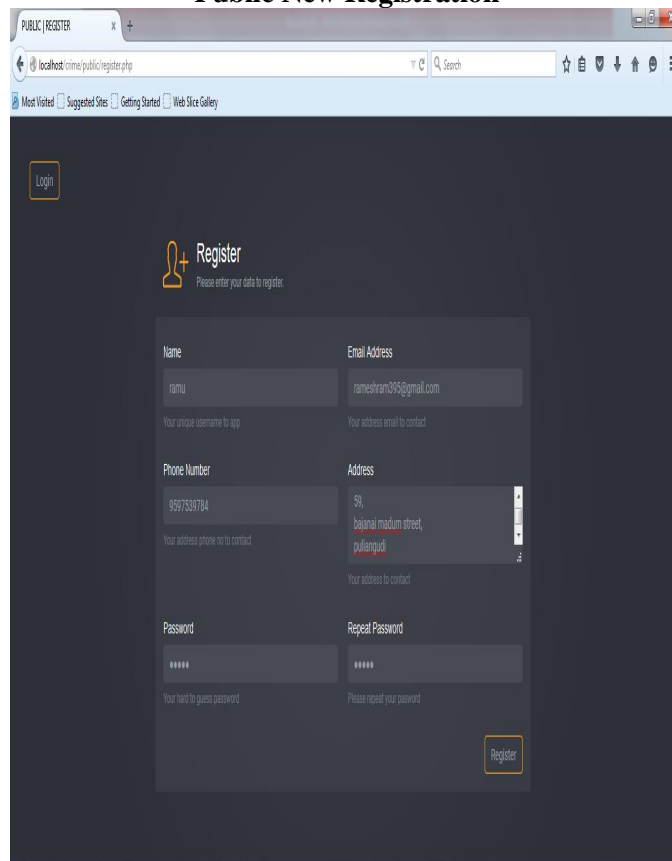 Public New Registration
PUBLIC | REGISTER x +
localhost/crime/public/register.php Search
Most Visited Suggested Sites Getting Started Web Slice Gallery
Login
Register
Please enter your data to register.
Name Email Address
ramu rameshram395@gmail.com
Your unique username to app Your address email to contact
Phone Number Address
9597539784 59,
bajanai madum street,
puliangudi
Your address phone no to contact
Your address to contact
Password Repeat Password
Your hard to guess password Please repeat your pasword
Register